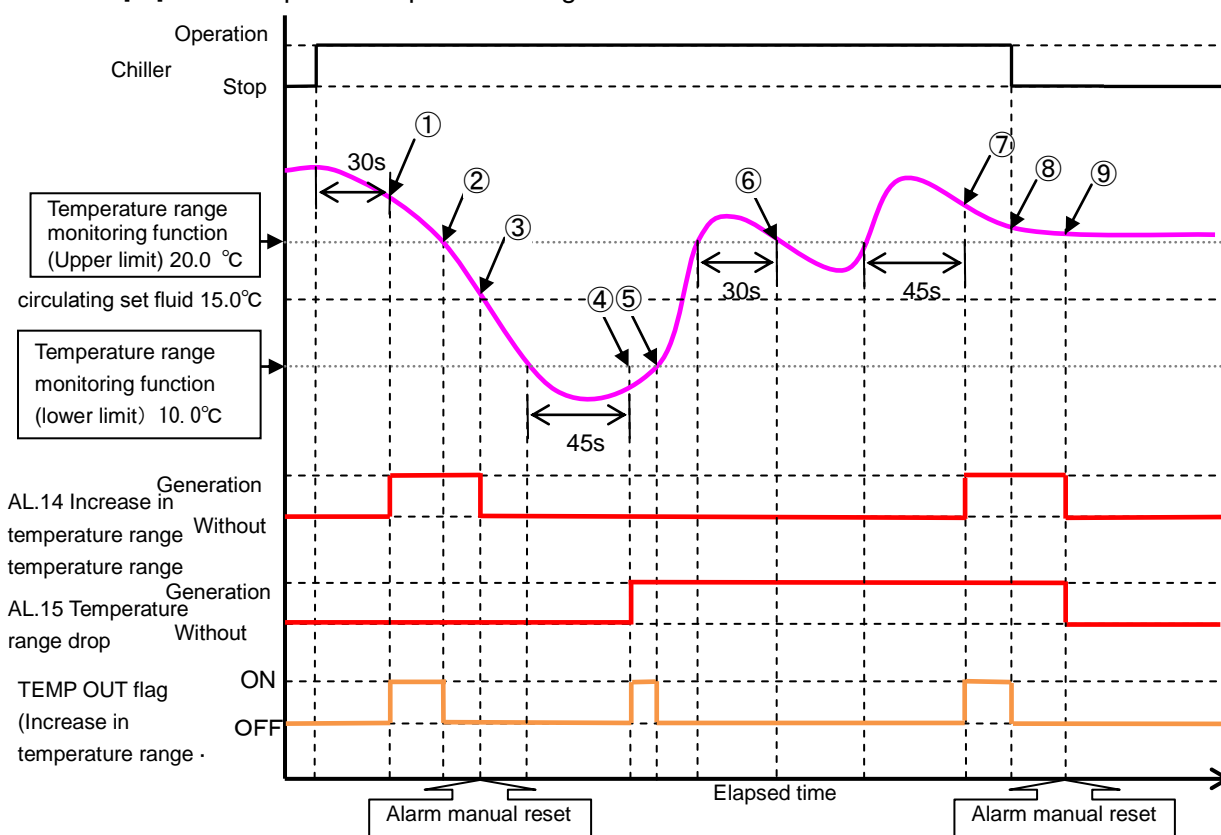 Operation
Chiller
Stop
①
30s
②
③
④⑤
⑥
⑦
⑧
⑨
Temperature range
monitoring function
(Upper limit) 20.0 °C
circulating set fluid 15.0°C
30s
45s
Temperature range
monitoring function
(lower limit) 10. 0°C
45s
Generation
AL.14 Increase in
temperature range
Without
temperature range
Generation
AL.15 Temperature
range drop
Without
TEMP OUT flag
(Increase in
temperature range ·
ON
OFF
Elapsed time
Alarm manual reset
Alarm manual reset